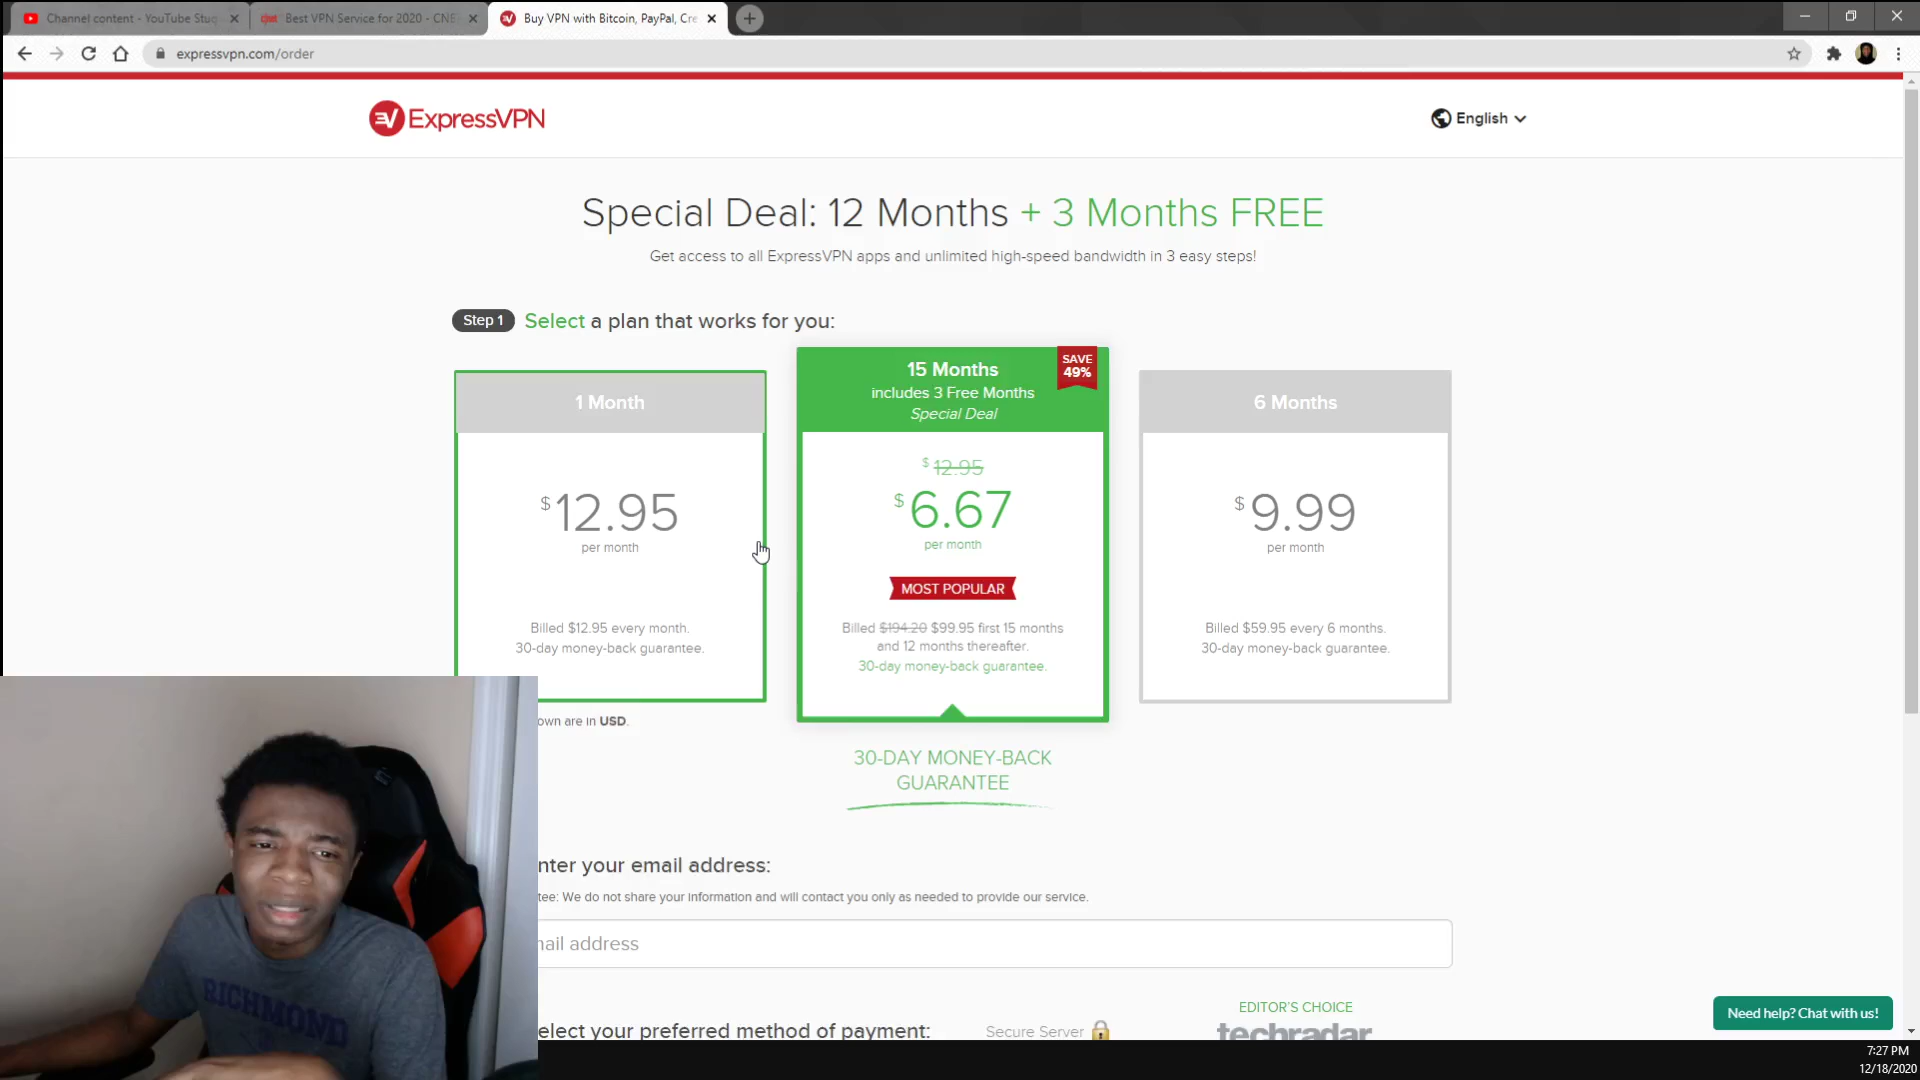 Channel content - YouTube Stu
cnet
Best VPN Service for 2020 - CNE
Buy VPN with Bitcoin, PayPal, Cre
expressvpn.com/order
ExpressVPN
English
Special Deal: 12 Months + 3 Months FREE
Get access to all ExpressVPN apps and unlimited high-speed bandwidth in 3 easy steps!
Step 1 Select a plan that works for you:
1 Month
$12.95
per month
Billed $12.95 every month.
30-day money-back guarantee.
15 Months
includes 3 Free Months
Special Deal
SAVE
49%
$12.95
$6.67
per month
MOST POPULAR
Billed $194.20 $99.95 first 15 months
and 12 months thereafter.
30-day money-back guarantee.
6 Months
$9.99
per month
Billed $59.95 every 6 months.
30-day money-back guarantee.
own are in USD.
30-DAY MONEY-BACK
GUARANTEE
nter your email address:
tee: We do not share your information and will contact you only as needed to provide our service.
ail address
elect your preferred method of payment:
Secure Server
EDITOR'S CHOICE
techradar
Need help? Chat with us!
RICHMOND
7:27 PM
12/18/2020